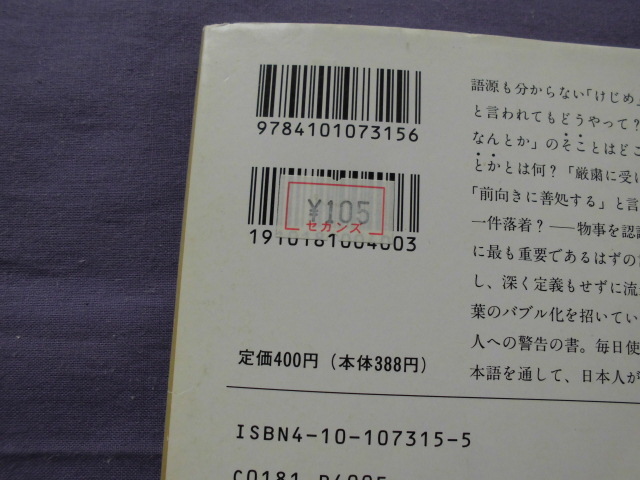 9784101073156
¥105
セカンズ
1910181004003
定価400円（本体388円）
ISBN4-10-107315-5
語源も分からない「けじめ」
と言われてもどうやって？
なんとか」のそことはどこ
とかとは何？「厳粛に受け
「前向きに善処する」と言
一件落着？——物事を認識
に最も重要であるはずの
し、深く定義もせずに流
葉のバブル化を招いてい
人への警告の書。毎日使
本語を通して、日本人が